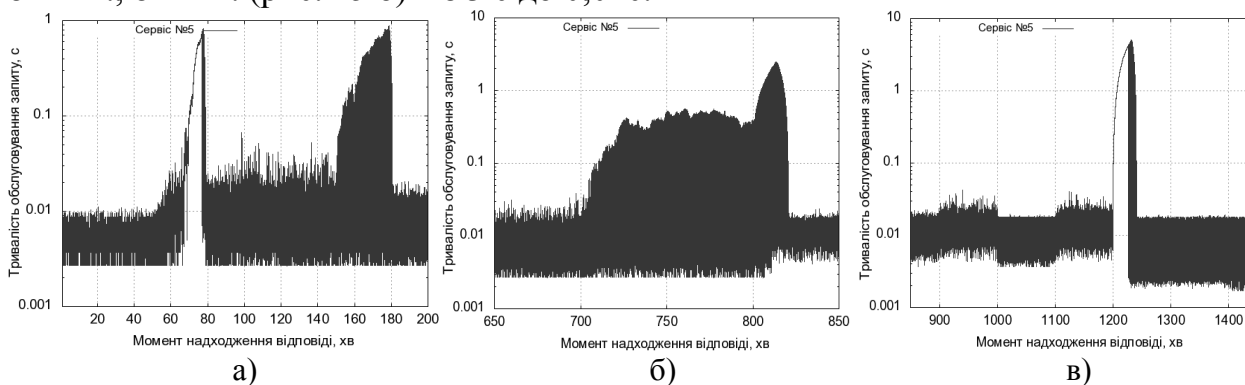 Сервіс №5
Тривалість обслуговування запиту, с
1
0.1
0.01
0.001
20 40 60 80 100 120 140 160 180 200
Момент надходження відповіді, хв
а)
Сервіс №5
Тривалість обслуговування запиту, с
10
1
0.1
0.01
0.001
650 700 750 800 850
Момент надходження відповіді, хв
б)
Сервіс №5
Тривалість обслуговування запиту, с
10
1
0.1
0.01
0.001
900 1000 1100 1200 1300 1400
Момент надходження відповіді, хв
в)